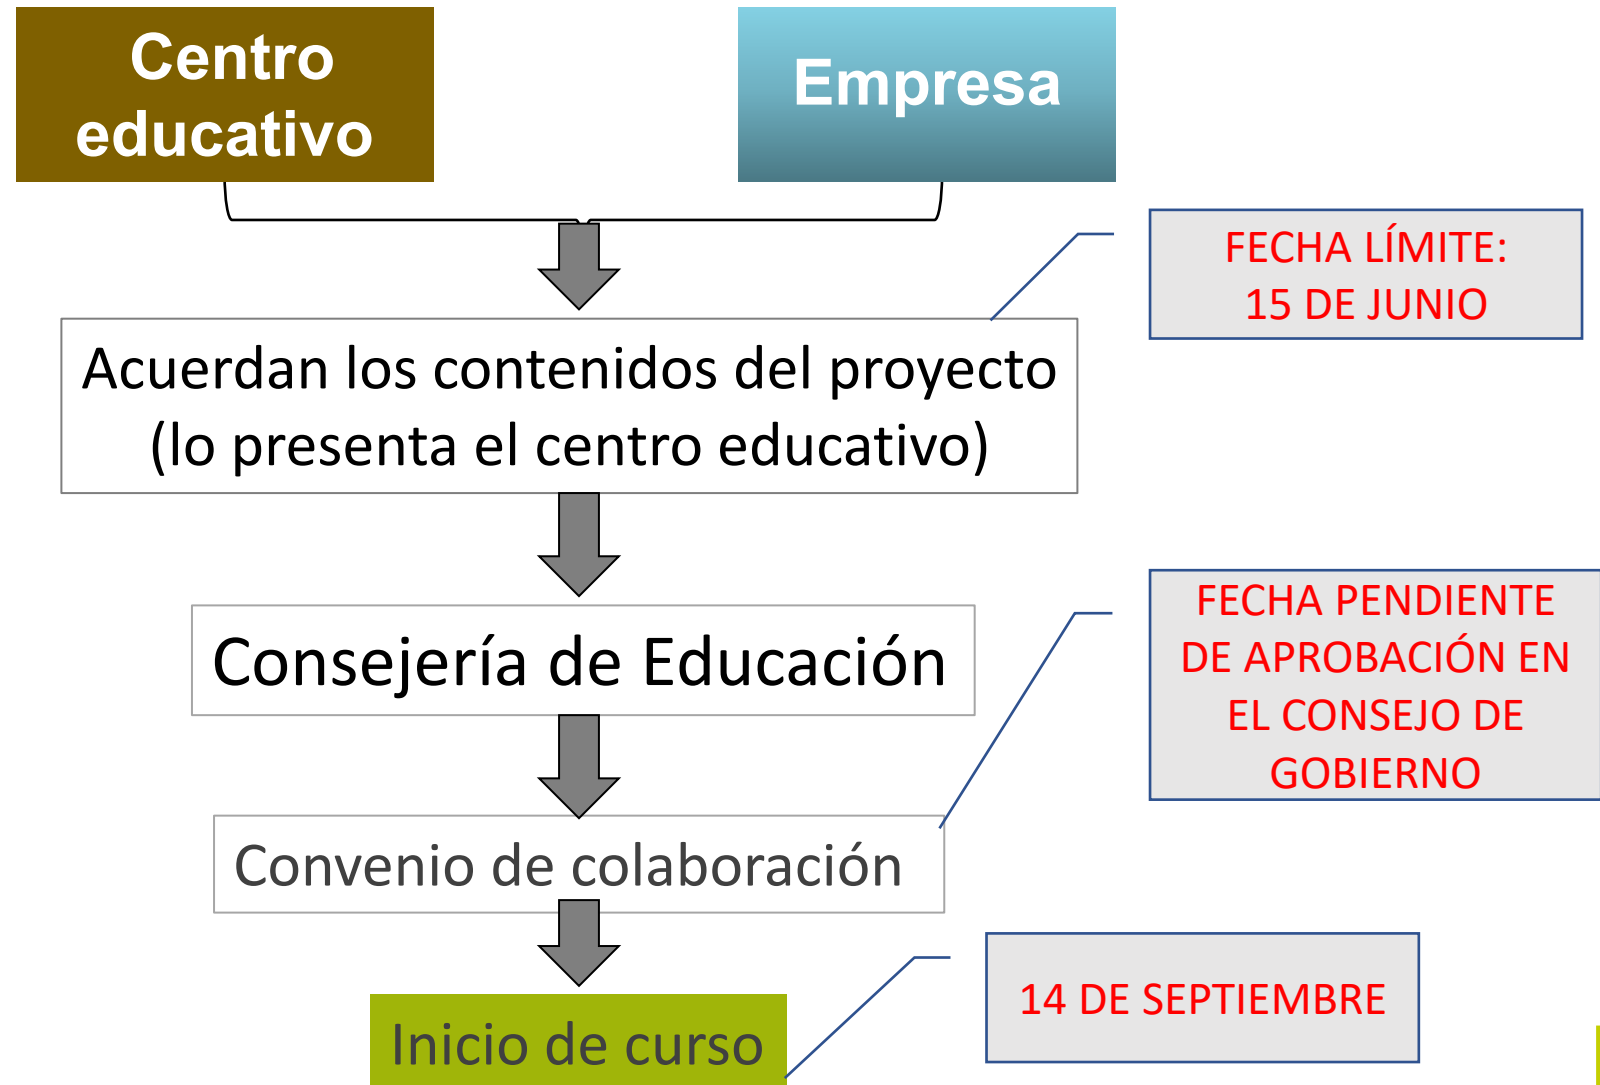 Centro
educativo
Empresa
FECHA LÍMITE:
15 DE JUNIO
Acuerdan los contenidos del proyecto
(lo presenta el centro educativo)
FECHA PENDIENTE
DE APROBACIÓN EN
EL CONSEJO DE
GOBIERNO
Consejería de Educación
Convenio de colaboración
14 DE SEPTIEMBRE
Inicio de curso